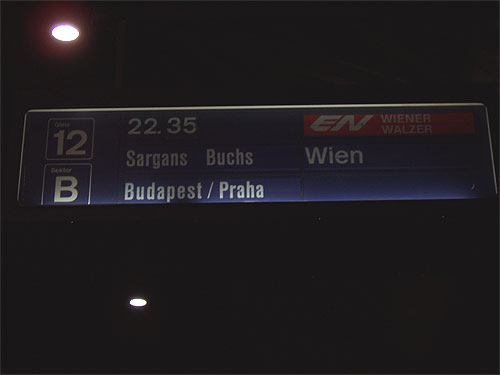 Gleis
12
22.35
EN WIENER WALZER
Sargans Buchs Wien
Sektor
B
Budapest / Praha